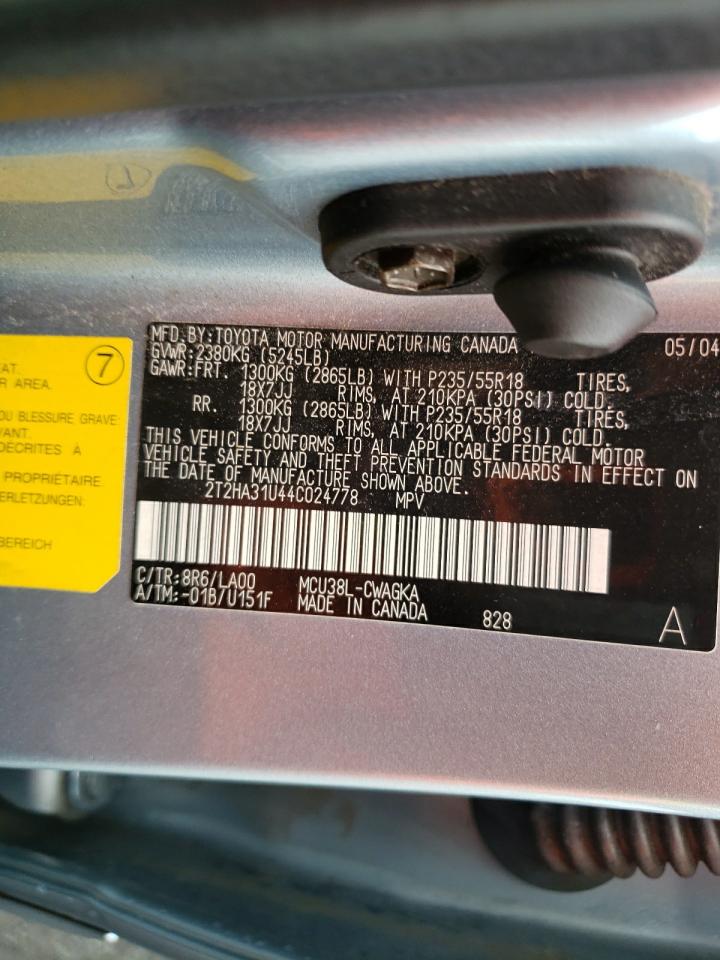 7
EAT.
R AREA.
OU BLESSURE GRAVE
VANT.
DÉCRITES À
PROPRIÉTAIRE.
ERLETZUNGEN:
BEREICH
MFD.BY:TOYOTA MOTOR MANUFACTURING CANADA 05/04
GVWR:2380KG (5245LB)
GAWR:FRT. 1300KG (2865LB) WITH P235/55R18 TIRES,
18X7JJ RIMS, AT 210KPA (30PSI) COLD.
RR. 1300KG (2865LB) WITH P235/55R18 TIRES,
18X7JJ RIMS, AT 210KPA (30PSI) COLD.
THIS VEHICLE CONFORMS TO ALL APPLICABLE FEDERAL MOTOR
VEHICLE SAFETY AND THEFT PREVENTION STANDARDS IN EFFECT ON
THE DATE OF MANUFACTURE SHOWN ABOVE.
2T2HA31U44C024778 MPV
C/TR:8R6/LA00 MCU38L-CWAGKA
A/TM:-01B/U151F MADE IN CANADA 828
A